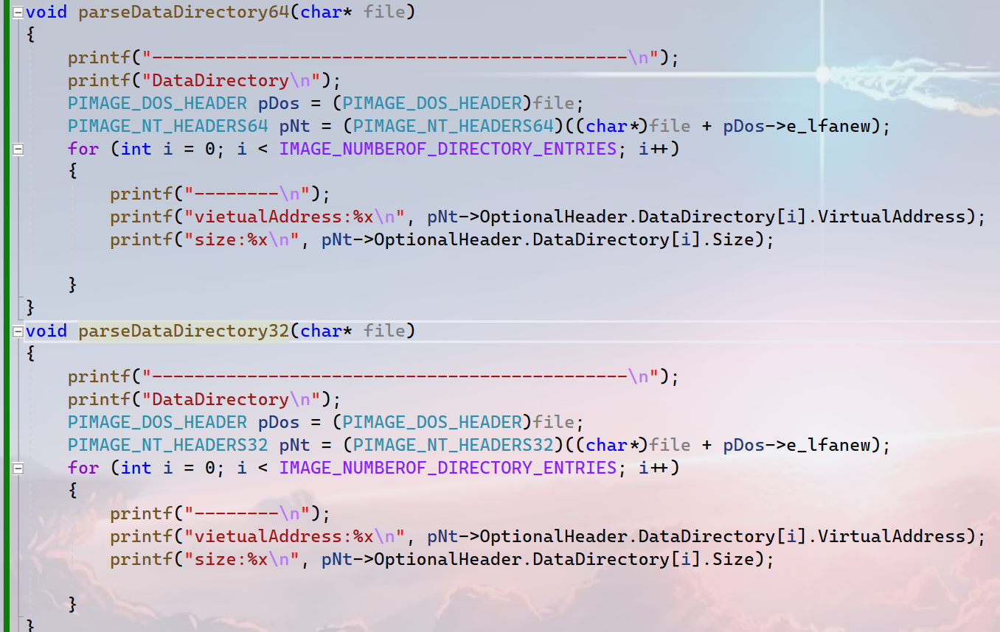 void parseDataDirectory64(char* file)
{
    printf("---------------------------------------------\n");
    printf("DataDirectory\n");
    PIMAGE_DOS_HEADER pDos = (PIMAGE_DOS_HEADER)file;
    PIMAGE_NT_HEADERS64 pNt = (PIMAGE_NT_HEADERS64)((char*)file + pDos->e_lfanew);
    for (int i = 0; i < IMAGE_NUMBEROF_DIRECTORY_ENTRIES; i++)
    {
        printf("--------\n");
        printf("vietualAddress:%x\n", pNt->OptionalHeader.DataDirectory[i].VirtualAddress);
        printf("size:%x\n", pNt->OptionalHeader.DataDirectory[i].Size);

    }
}
void parseDataDirectory32(char* file)
{
    printf("---------------------------------------------\n");
    printf("DataDirectory\n");
    PIMAGE_DOS_HEADER pDos = (PIMAGE_DOS_HEADER)file;
    PIMAGE_NT_HEADERS32 pNt = (PIMAGE_NT_HEADERS32)((char*)file + pDos->e_lfanew);
    for (int i = 0; i < IMAGE_NUMBEROF_DIRECTORY_ENTRIES; i++)
    {
        printf("--------\n");
        printf("vietualAddress:%x\n", pNt->OptionalHeader.DataDirectory[i].VirtualAddress);
        printf("size:%x\n", pNt->OptionalHeader.DataDirectory[i].Size);

    }
}